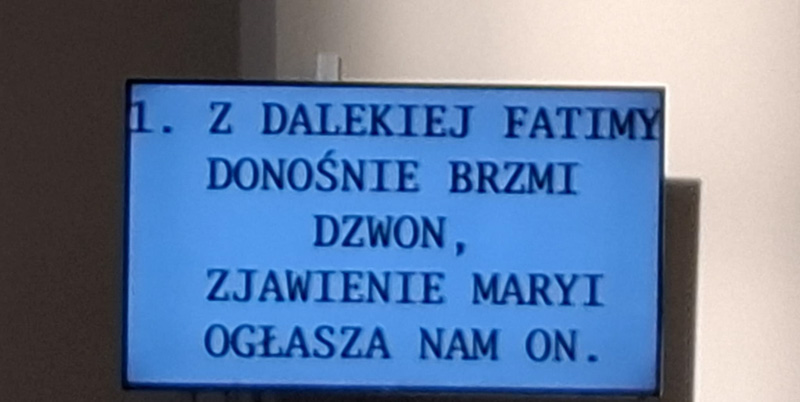 1. Z DALEKIEJ FATIMY
DONOŚNIE BRZMI
DZWON,
ZJAWIENIE MARYI
OGŁASZA NAM ON.